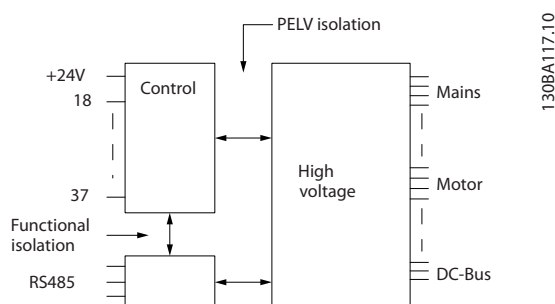 PELV isolation
+24V
18
37
Control
High
voltage
Mains
Motor
DC-Bus
Functional
isolation
RS485
130BA117.10